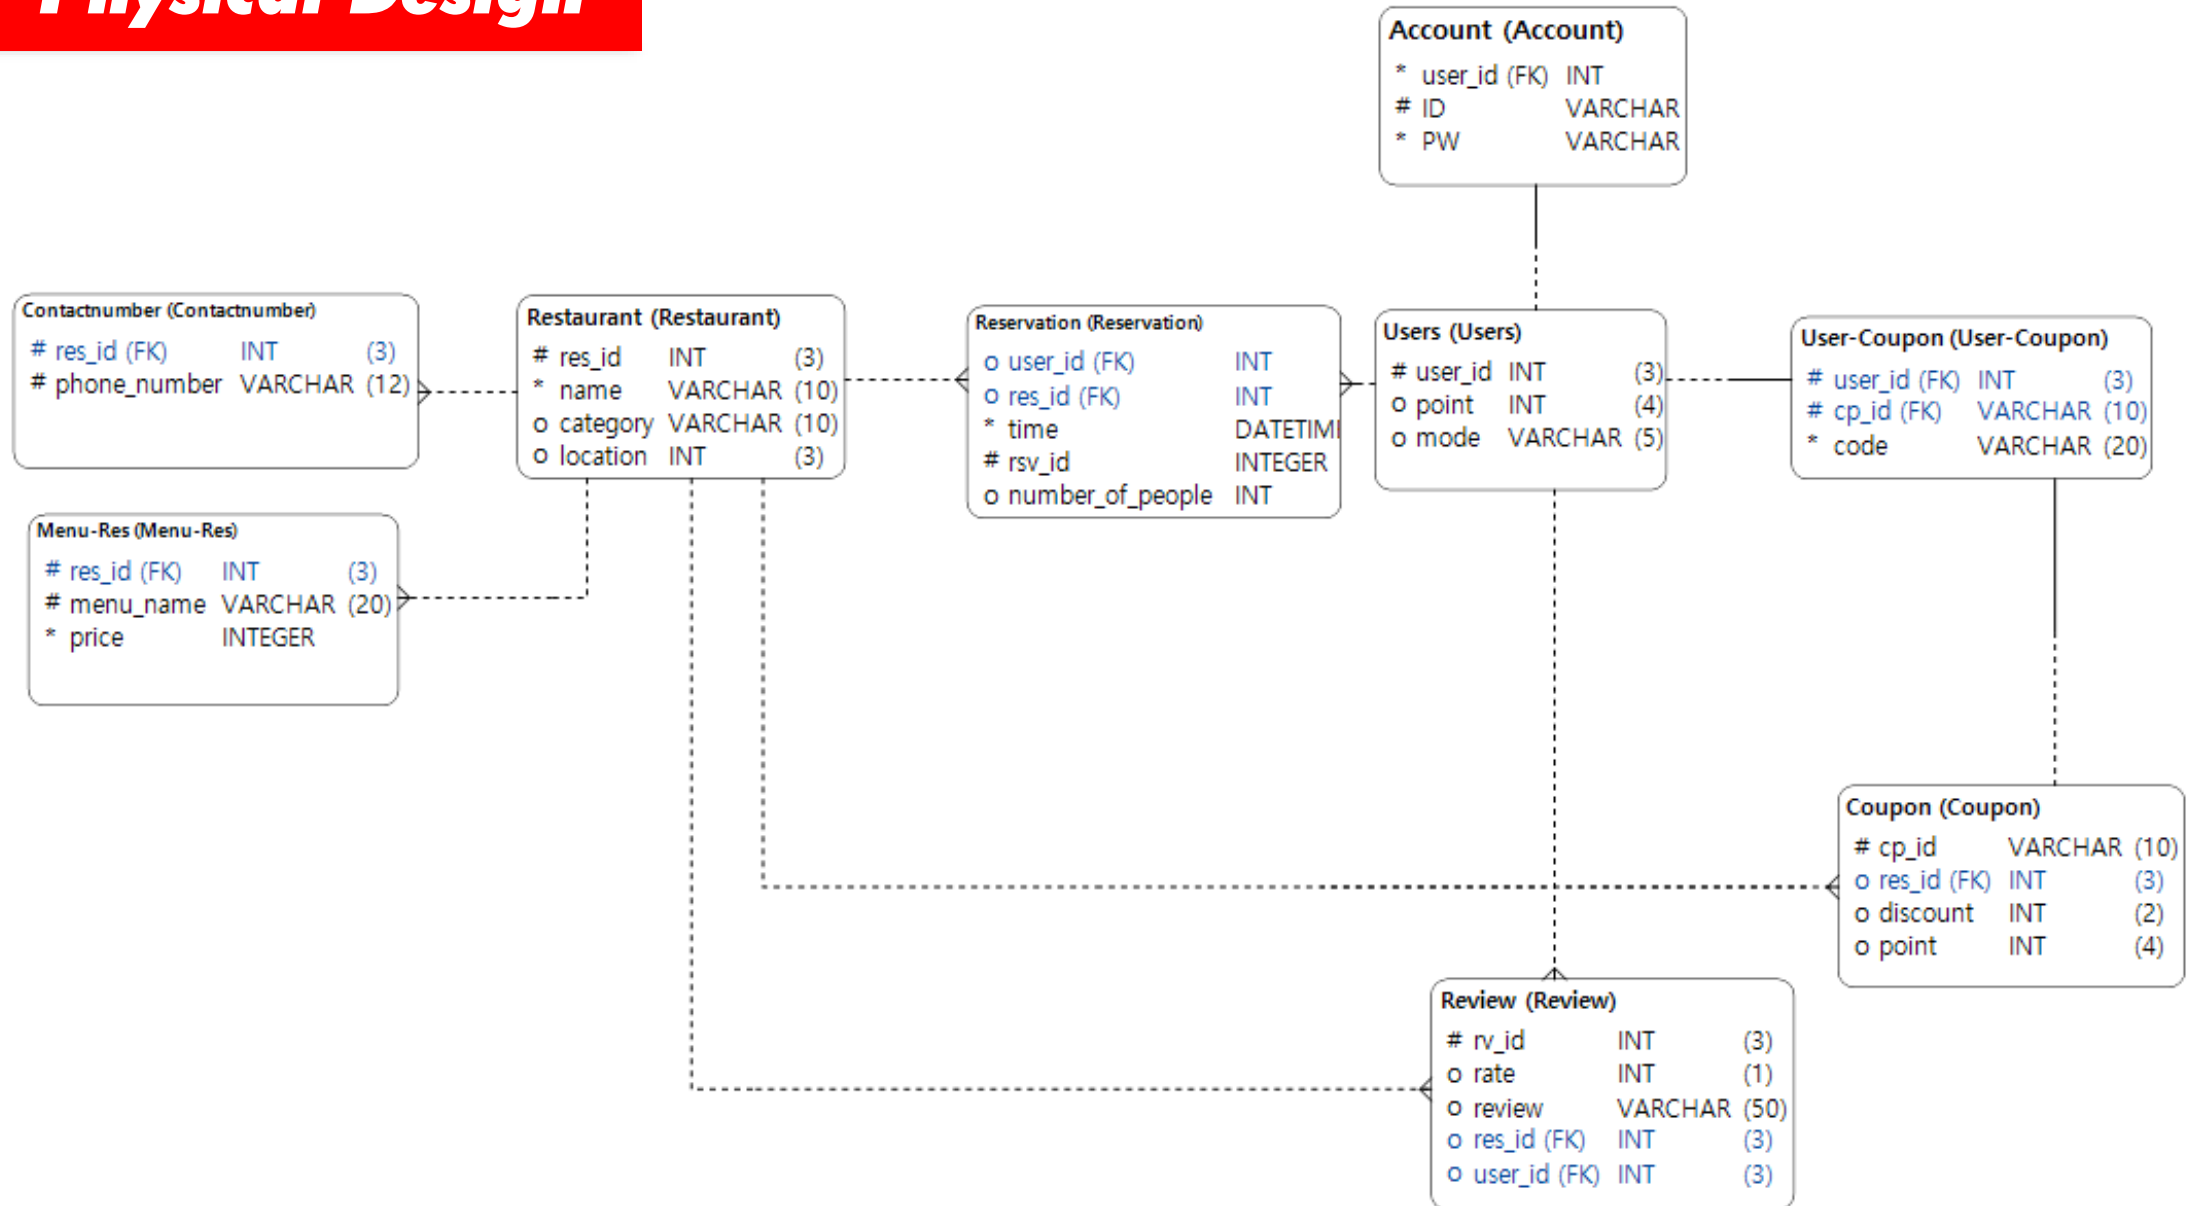 Physical Design
Account (Account)
* user_id (FK) INT
# ID VARCHAR
* PW VARCHAR
Contactnumber (Contactnumber)
# res_id (FK) INT (3)
# phone_number VARCHAR (12)
Restaurant (Restaurant)
# res_id INT (3)
* name VARCHAR (10)
o category VARCHAR (10)
o location INT (3)
Reservation (Reservation)
o user_id (FK) INT
o res_id (FK) INT
* time DATETIM
# rsv_id INTEGER
o number_of_people INT
Users (Users)
# user_id INT (3)
o point INT (4)
o mode VARCHAR (5)
User-Coupon (User-Coupon)
# user_id (FK) INT (3)
# cp_id (FK) VARCHAR (10)
* code VARCHAR (20)
Menu-Res (Menu-Res)
# res_id (FK) INT (3)
# menu_name VARCHAR (20)
* price INTEGER
Coupon (Coupon)
# cp_id VARCHAR (10)
o res_id (FK) INT (3)
o discount INT (2)
o point INT (4)
Review (Review)
# rv_id INT (3)
o rate INT (1)
o review VARCHAR (50)
o res_id (FK) INT (3)
o user_id (FK) INT (3)